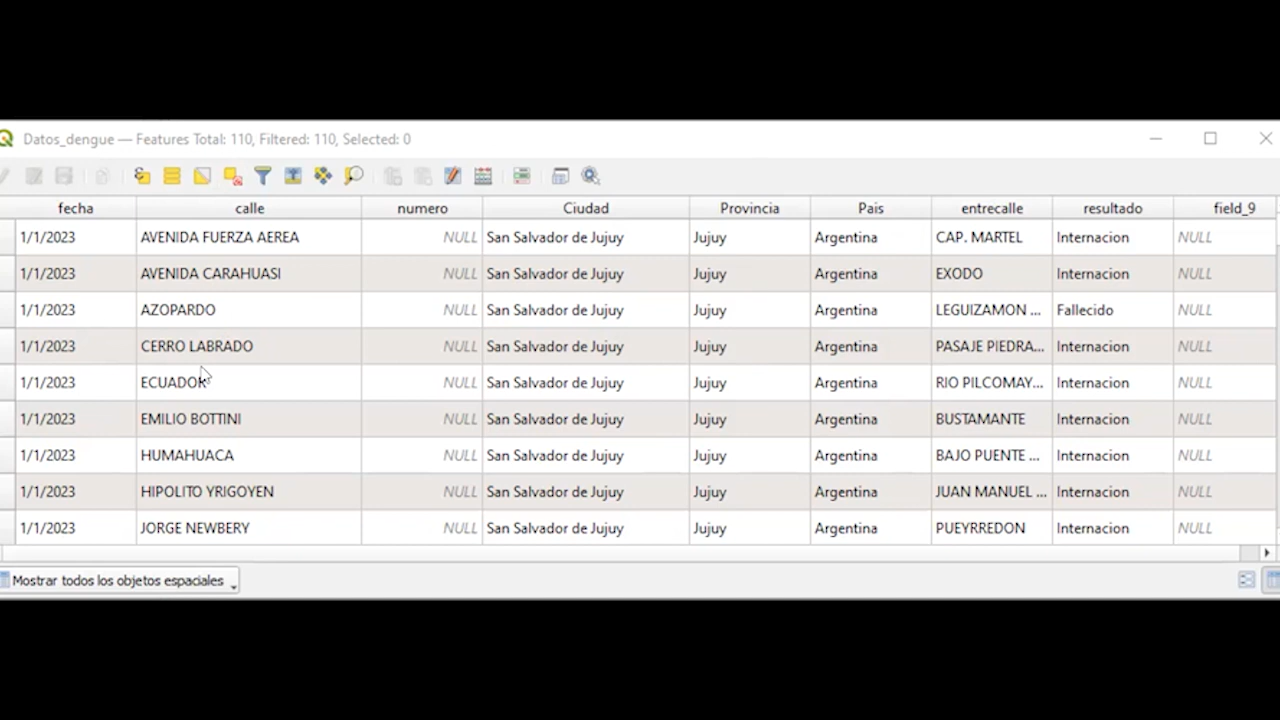 Datos_dengue — Features Total: 110, Filtered: 110, Selected: 0
fecha calle numero Ciudad Provincia Pais entrecalle resultado field_9
1/1/2023 AVENIDA FUERZA AEREA NULL San Salvador de Jujuy Jujuy Argentina CAP. MARTEL Internacion NULL
1/1/2023 AVENIDA CARAHUASI NULL San Salvador de Jujuy Jujuy Argentina EXODO Internacion NULL
1/1/2023 AZOPARDO NULL San Salvador de Jujuy Jujuy Argentina LEGUIZAMON ... Fallecido NULL
1/1/2023 CERRO LABRADO NULL San Salvador de Jujuy Jujuy Argentina PASAJE PIEDRA... Internacion NULL
1/1/2023 ECUADOR NULL San Salvador de Jujuy Jujuy Argentina RIO PILCOMAY... Internacion NULL
1/1/2023 EMILIO BOTTINI NULL San Salvador de Jujuy Jujuy Argentina BUSTAMANTE Internacion NULL
1/1/2023 HUMAHUACA NULL San Salvador de Jujuy Jujuy Argentina BAJO PUENTE ... Internacion NULL
1/1/2023 HIPOLITO YRIGOYEN NULL San Salvador de Jujuy Jujuy Argentina JUAN MANUEL ... Internacion NULL
1/1/2023 JORGE NEWBERY NULL San Salvador de Jujuy Jujuy Argentina PUEYRREDON Internacion NULL
Mostrar todos los objetos espaciales